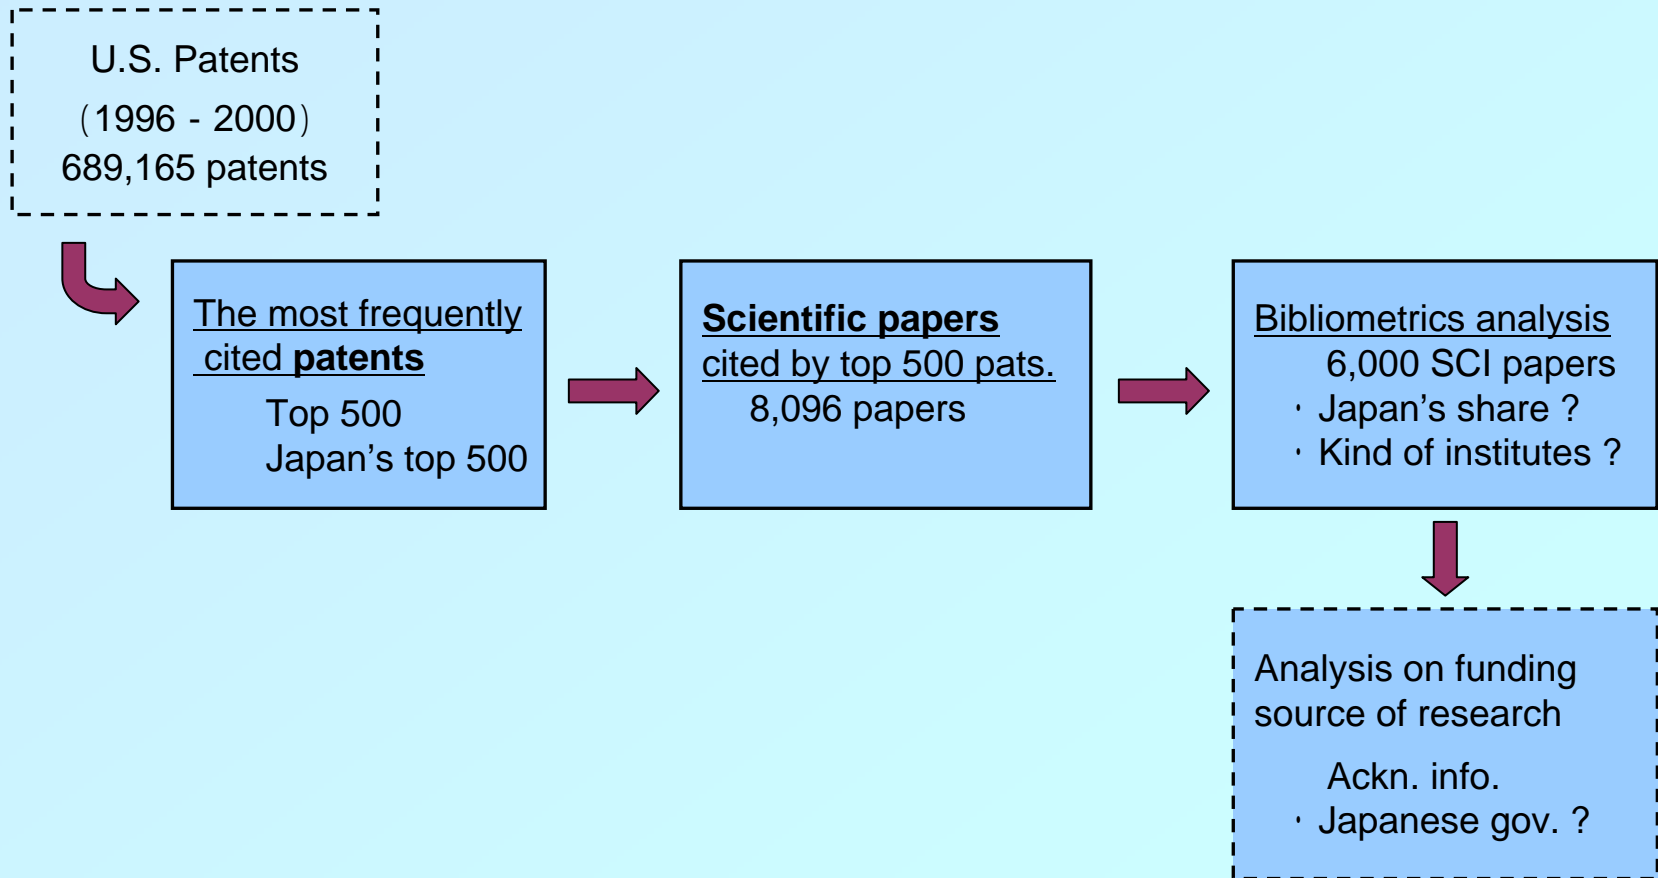 U.S. Patents
(1996 - 2000)
689,165 patents
The most frequently
cited patents
Top 500
Japan's top 500
Scientific papers
cited by top 500 pats.
8,096 papers
Bibliometrics analysis
6,000 SCI papers
· Japan's share ?
· Kind of institutes ?
Analysis on funding
source of research
Ackn. info.
· Japanese gov. ?